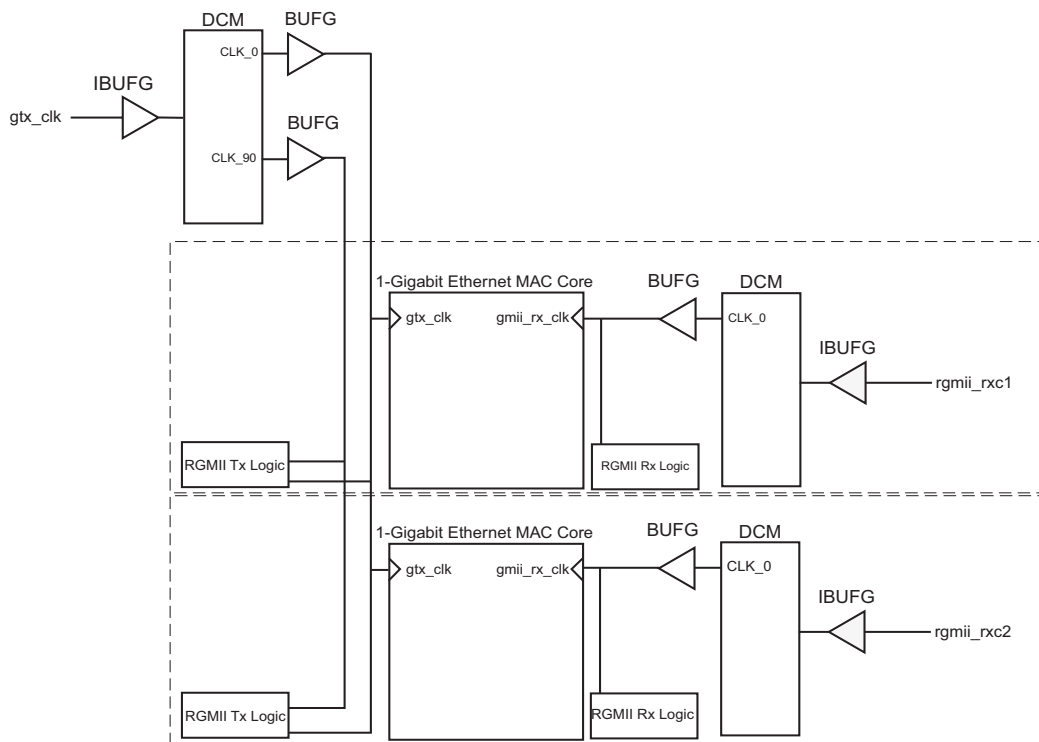 DCM
BUFG
CLK_0
IBUFG
gtx_clk
BUFG
CLK_90
1-Gigabit Ethernet MAC Core
BUFG
DCM
gtx_clk
gmii_rx_clk
CLK_0
IBUFG
rgmii_rxc1
RGMII Tx Logic
RGMII Rx Logic
1-Gigabit Ethernet MAC Core
BUFG
DCM
gtx_clk
gmii_rx_clk
CLK_0
IBUFG
rgmii_rxc2
RGMII Tx Logic
RGMII Rx Logic